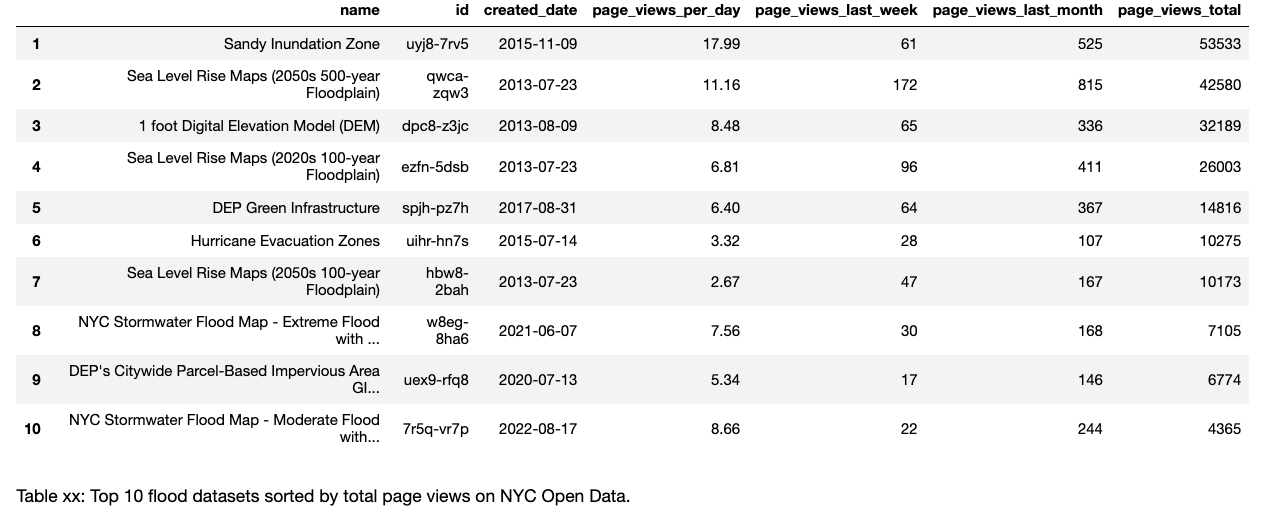 name id created_date page_views_per_day page_views_last_week page_views_last_month page_views_total
1 Sandy Inundation Zone uyj8-7rv5 2015-11-09 17.99 61 525 53533
2 Sea Level Rise Maps (2050s 500-year Floodplain) qwca-zqw3 2013-07-23 11.16 172 815 42580
3 1 foot Digital Elevation Model (DEM) dpc8-z3jc 2013-08-09 8.48 65 336 32189
4 Sea Level Rise Maps (2020s 100-year Floodplain) ezfn-5dsb 2013-07-23 6.81 96 411 26003
5 DEP Green Infrastructure spjh-pz7h 2017-08-31 6.40 64 367 14816
6 Hurricane Evacuation Zones uihr-hn7s 2015-07-14 3.32 28 107 10275
7 Sea Level Rise Maps (2050s 100-year Floodplain) hbw8-2bah 2013-07-23 2.67 47 167 10173
8 NYC Stormwater Flood Map - Extreme Flood with ... w8eg-8ha6 2021-06-07 7.56 30 168 7105
9 DEP's Citywide Parcel-Based Impervious Area GI... uex9-rfq8 2020-07-13 5.34 17 146 6774
10 NYC Stormwater Flood Map - Moderate Flood with... 7r5q-vr7p 2022-08-17 8.66 22 244 4365
Table xx: Top 10 flood datasets sorted by total page views on NYC Open Data.